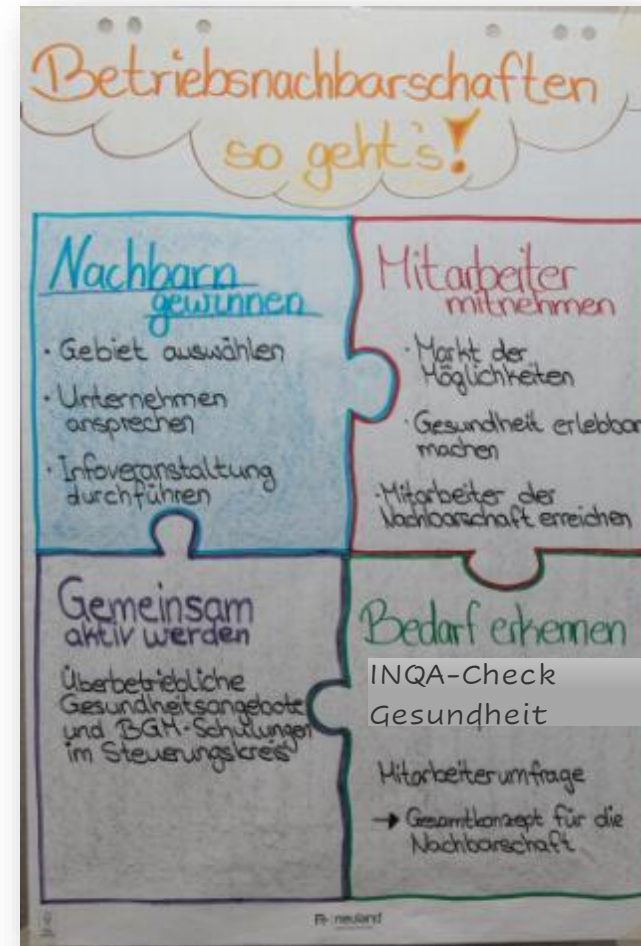 Betriebsnachbarschaften
so geht's!
Nachbarn
gewinnen
· Gebiet auswählen
· Unternehmen
ansprechen
· Infoveranstaltung
durchführen
Mitarbeiter
mitnehmen
· Markt der
Möglichkeiten
· Gesundheit erlebbar
machen
· Mitarbeiter der
Nachbarschaft erreichen
Gemeinsam
aktiv werden
Überbetriebliche
Gesundheitsangebote
und BGM-Schulungen
im Steuerungskreis
Bedarf erkennen
INQA-Check
Gesundheit
Mitarbeiterumfrage
→ Gesamtkonzept für die
Nachbarschaft
neuland